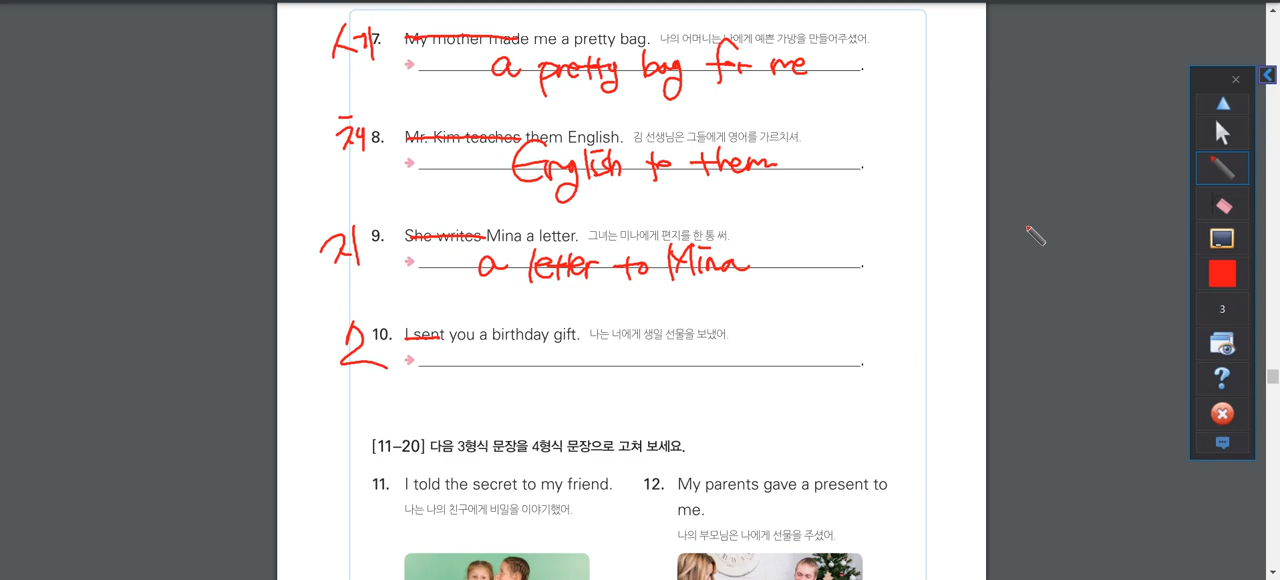 7. My mother made me a pretty bag. 나의 어머니는 나에게 예쁜 가방을 만들어주셨어.
a pretty bag for me.
8. Mr. Kim teaches them English. 김 선생님은 그들에게 영어를 가르치셔.
English to them.
9. She writes Mina a letter. 그녀는 미나에게 편지를 한 통 써.
a letter to Mina.
10. I sent you a birthday gift. 나는 너에게 생일 선물을 보냈어.
.
[11–20] 다음 3형식 문장을 4형식 문장으로 고쳐 보세요.
11. I told the secret to my friend.
나는 나의 친구에게 비밀을 이야기했어.
12. My parents gave a present to
me.
나의 부모님은 나에게 선물을 주셨어.
3